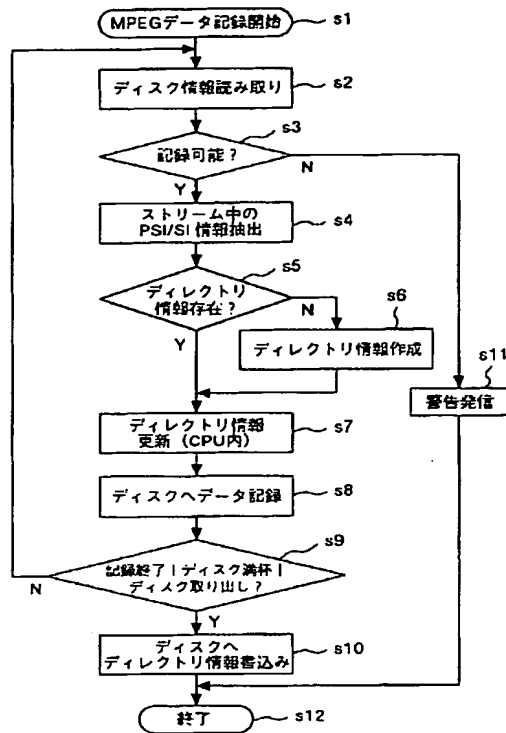 MPEGデータ記録開始 s1
ディスク情報読み取り s2
s3
記録可能？
N
Y
ストリーム中の
PSI/SI 情報抽出 s4
s5
ディレクトリ
情報存在？
N
s6
Y
ディレクトリ情報作成
s11
警告発信
ディレクトリ情報
更新（CPU内） s7
ディスクへデータ記録 s8
s9
記録終了 | ディスク満杯 |
ディスク取り出し？
N
Y
ディスクへ
ディレクトリ情報書込み s10
終了 s12